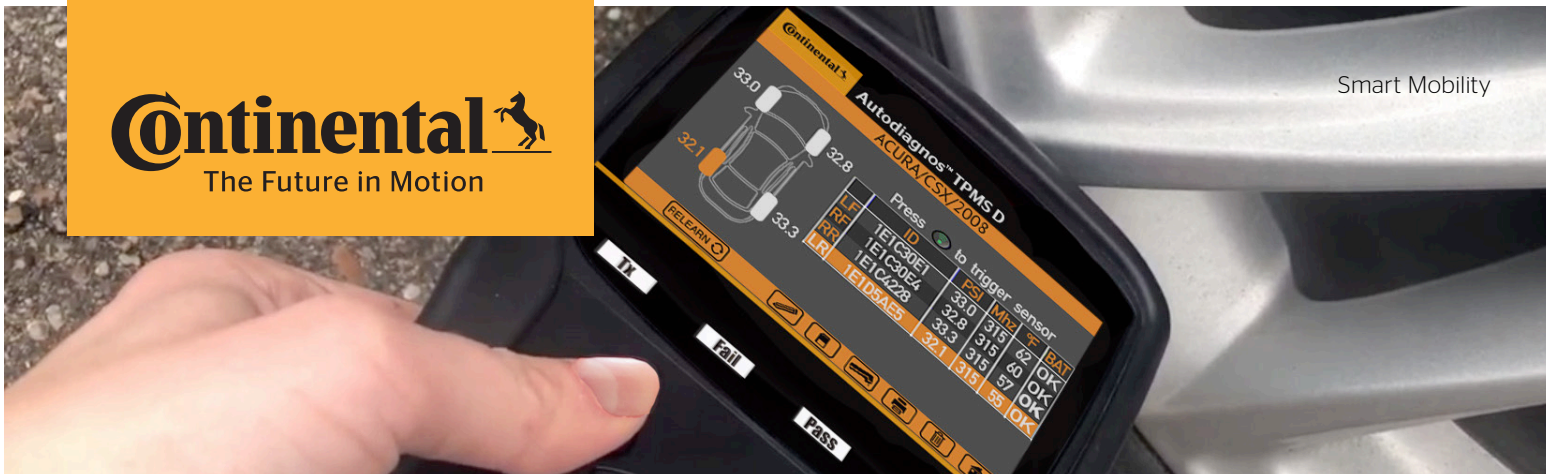 Continental
The Future in Motion
Smart Mobility
Continental
Autodiagnos™ TPMS D
ACURA/CSX/2008
33.0
32.8
32.1
33.3
RELEARN
Press to trigger sensor
ID PSI Mhz °F BAT
LF 1E1C30E1 33.0 315 62 OK
RF 1E1C30E4 32.8 315 60 OK
RR 1E1C4228 33.3 315 57 OK
LR 1E1D5AE5 32.1 315 55 OK
Tx
Fail
Pass